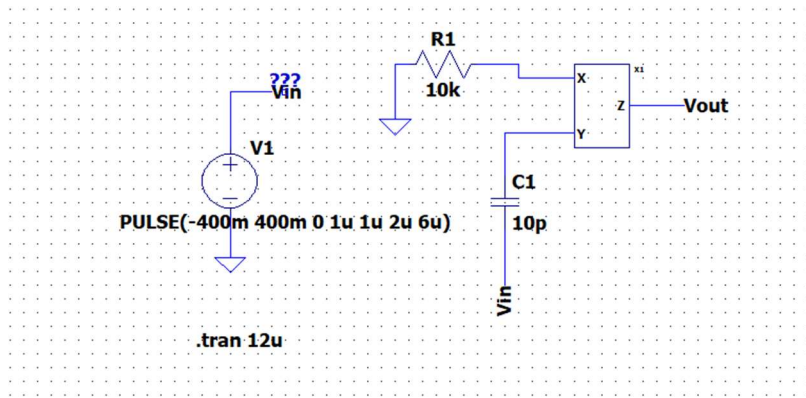 R1
10k
???
Vin
V1
PULSE(-400m 400m 0 1u 1u 2u 6u)
X
Y
Z
X1
Vout
C1
10p
Vin
.tran 12u